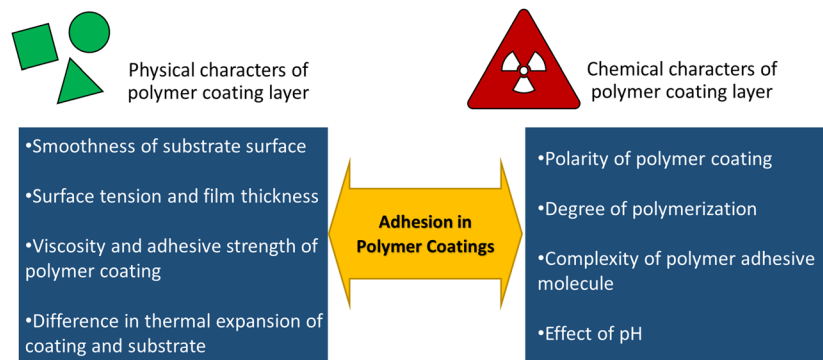 Physical characters of
polymer coating layer
•Smoothness of substrate surface
•Surface tension and film thickness
•Viscosity and adhesive strength of
polymer coating
•Difference in thermal expansion of
coating and substrate
Adhesion in
Polymer Coatings
Chemical characters of
polymer coating layer
•Polarity of polymer coating
•Degree of polymerization
•Complexity of polymer adhesive
molecule
•Effect of pH